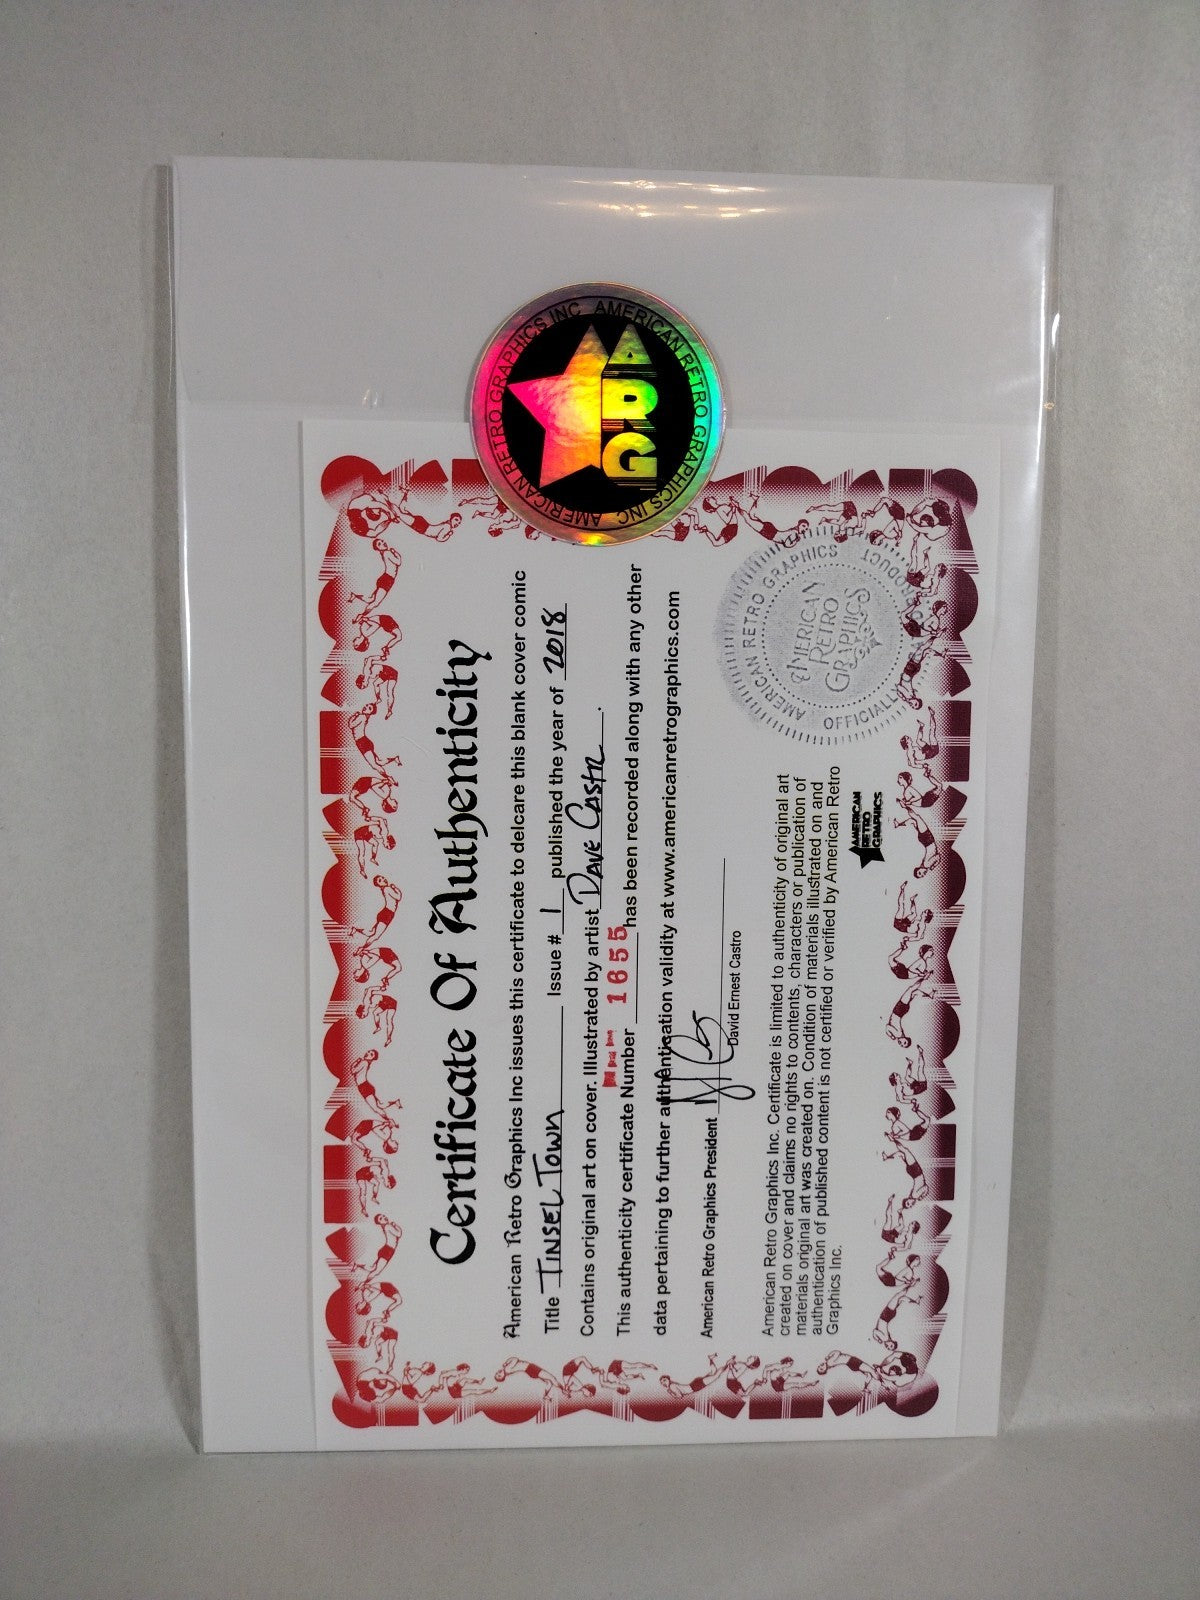 AMERICAN RETRO GRAPHICS INC AMERICAN RETRO GRAPHICS INC
ARG
Certificate Of Authenticity
American Retro Graphics Inc issues this certificate to delcare this blank cover comic
Title TINSEL TOWN Issue # 1 published the year of 2018
Contains original art on cover. Illustrated by artist DAVE CASTR.
This authenticity certificate Number 1655 has been recorded along with any other
data pertaining to further authentication validity at www.americanretrographics.com
American Retro Graphics President
David Ernest Castro
American Retro Graphics Inc. Certificate is limited to authenticity of original art
created on cover and claims no rights to contents, characters or publication of
materials original art was created on. Condition of materials illustrated on and
authentication of published content is not certified or verified by American Retro
Graphics Inc.
AMERICAN
RETRO
GRAPHICS
AMERICAN RETRO GRAPHICS
OFFICIALLY
PRODUCT
AMERICAN
RETRO
GRAPHICS